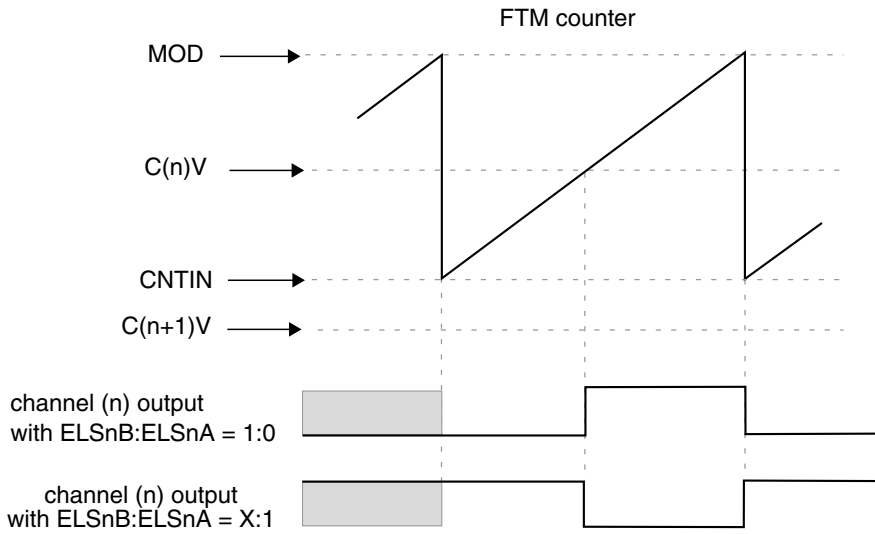 FTM counter
MOD
C(n)V
CNTIN
C(n+1)V
channel (n) output
with ELSnB:ELSnA = 1:0
channel (n) output
with ELSnB:ELSnA = X:1